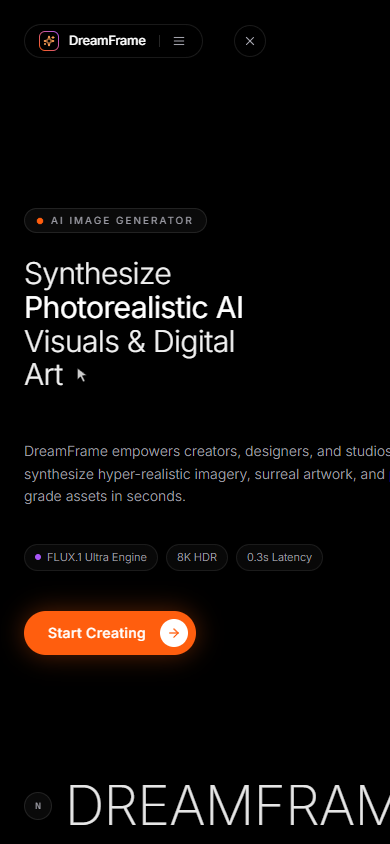 DreamFrame
AI IMAGE GENERATOR
Synthesize
Photorealistic AI
Visuals & Digital
Art
DreamFrame empowers creators, designers, and studios
synthesize hyper-realistic imagery, surreal artwork, and
grade assets in seconds.
FLUX.1 Ultra Engine
8K HDR
0.3s Latency
Start Creating
N
DREAMFRAM